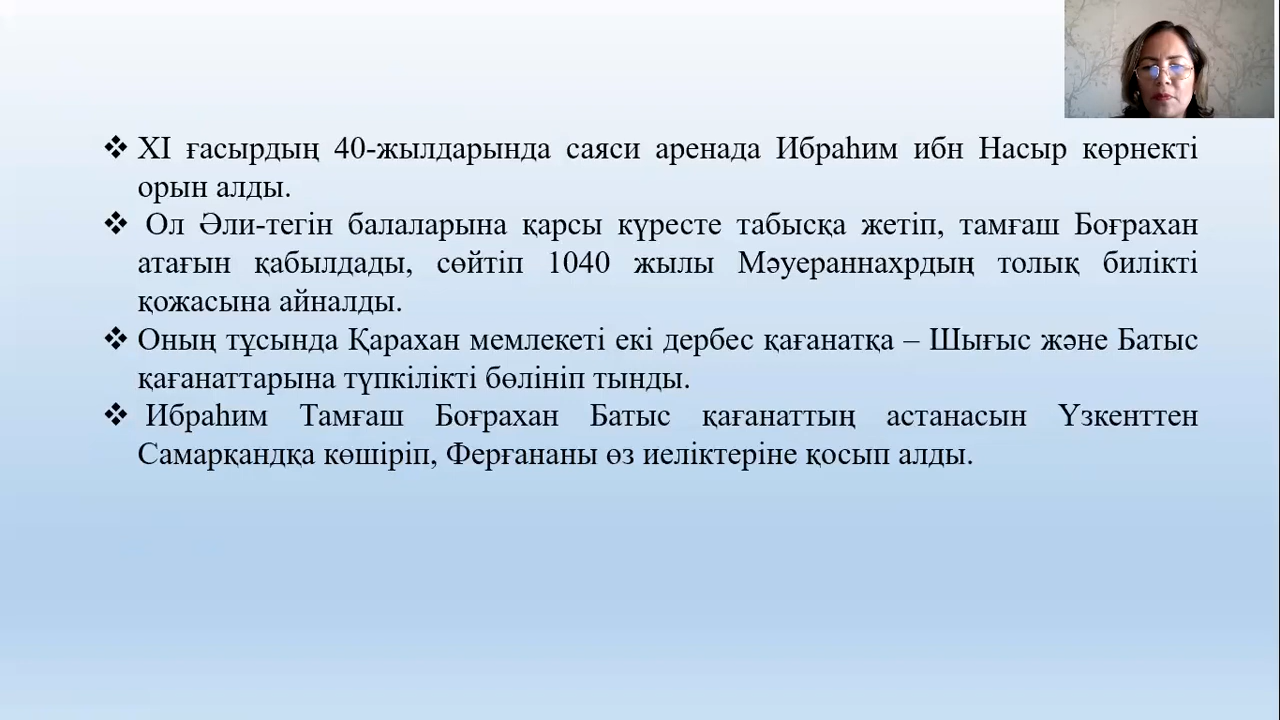 ❖ XI ғасырдың 40-жылдарында саяси аренада Ибраһим ибн Насыр көрнекті
орын алды.
❖ Ол Әли-тегін балаларына қарсы күресте табысқа жетіп, тамғаш Боғрахан
атағын қабылдады, сөйтіп 1040 жылы Мәуераннахрдың толық билікті
қожасына айналды.
❖ Оның тұсында Қарахан мемлекеті екі дербес қағанатқа – Шығыс және Батыс
қағанаттарына түпкілікті бөлініп тынды.
❖ Ибраһим Тамғаш Боғрахан Батыс қағанаттың астанасын Үзкенттен
Самарқандқа көшіріп, Ферғананы өз иеліктеріне қосып алды.